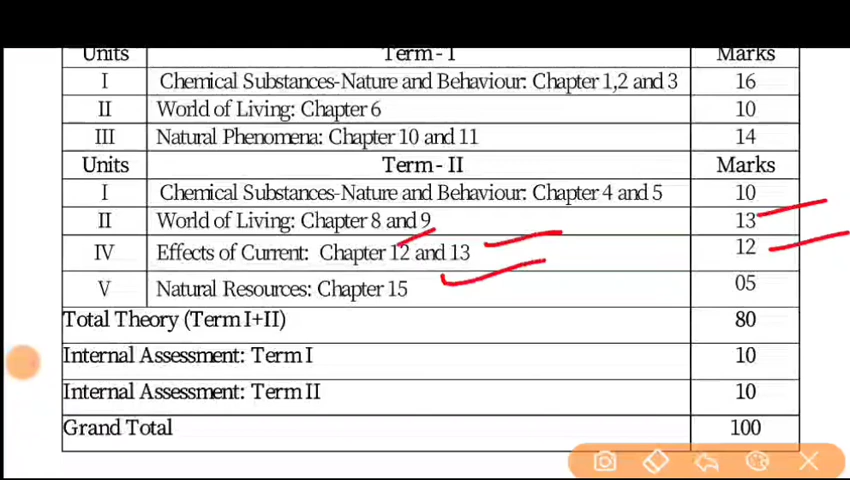 Units Term - I Marks
I Chemical Substances-Nature and Behaviour: Chapter 1,2 and 3 16
II World of Living: Chapter 6 10
III Natural Phenomena: Chapter 10 and 11 14
Units Term - II Marks
I Chemical Substances-Nature and Behaviour: Chapter 4 and 5 10
II World of Living: Chapter 8 and 9 13
IV Effects of Current: Chapter 12 and 13 12
V Natural Resources: Chapter 15 05
Total Theory (Term I+II) 80
Internal Assessment: Term I 10
Internal Assessment: Term II 10
Grand Total 100